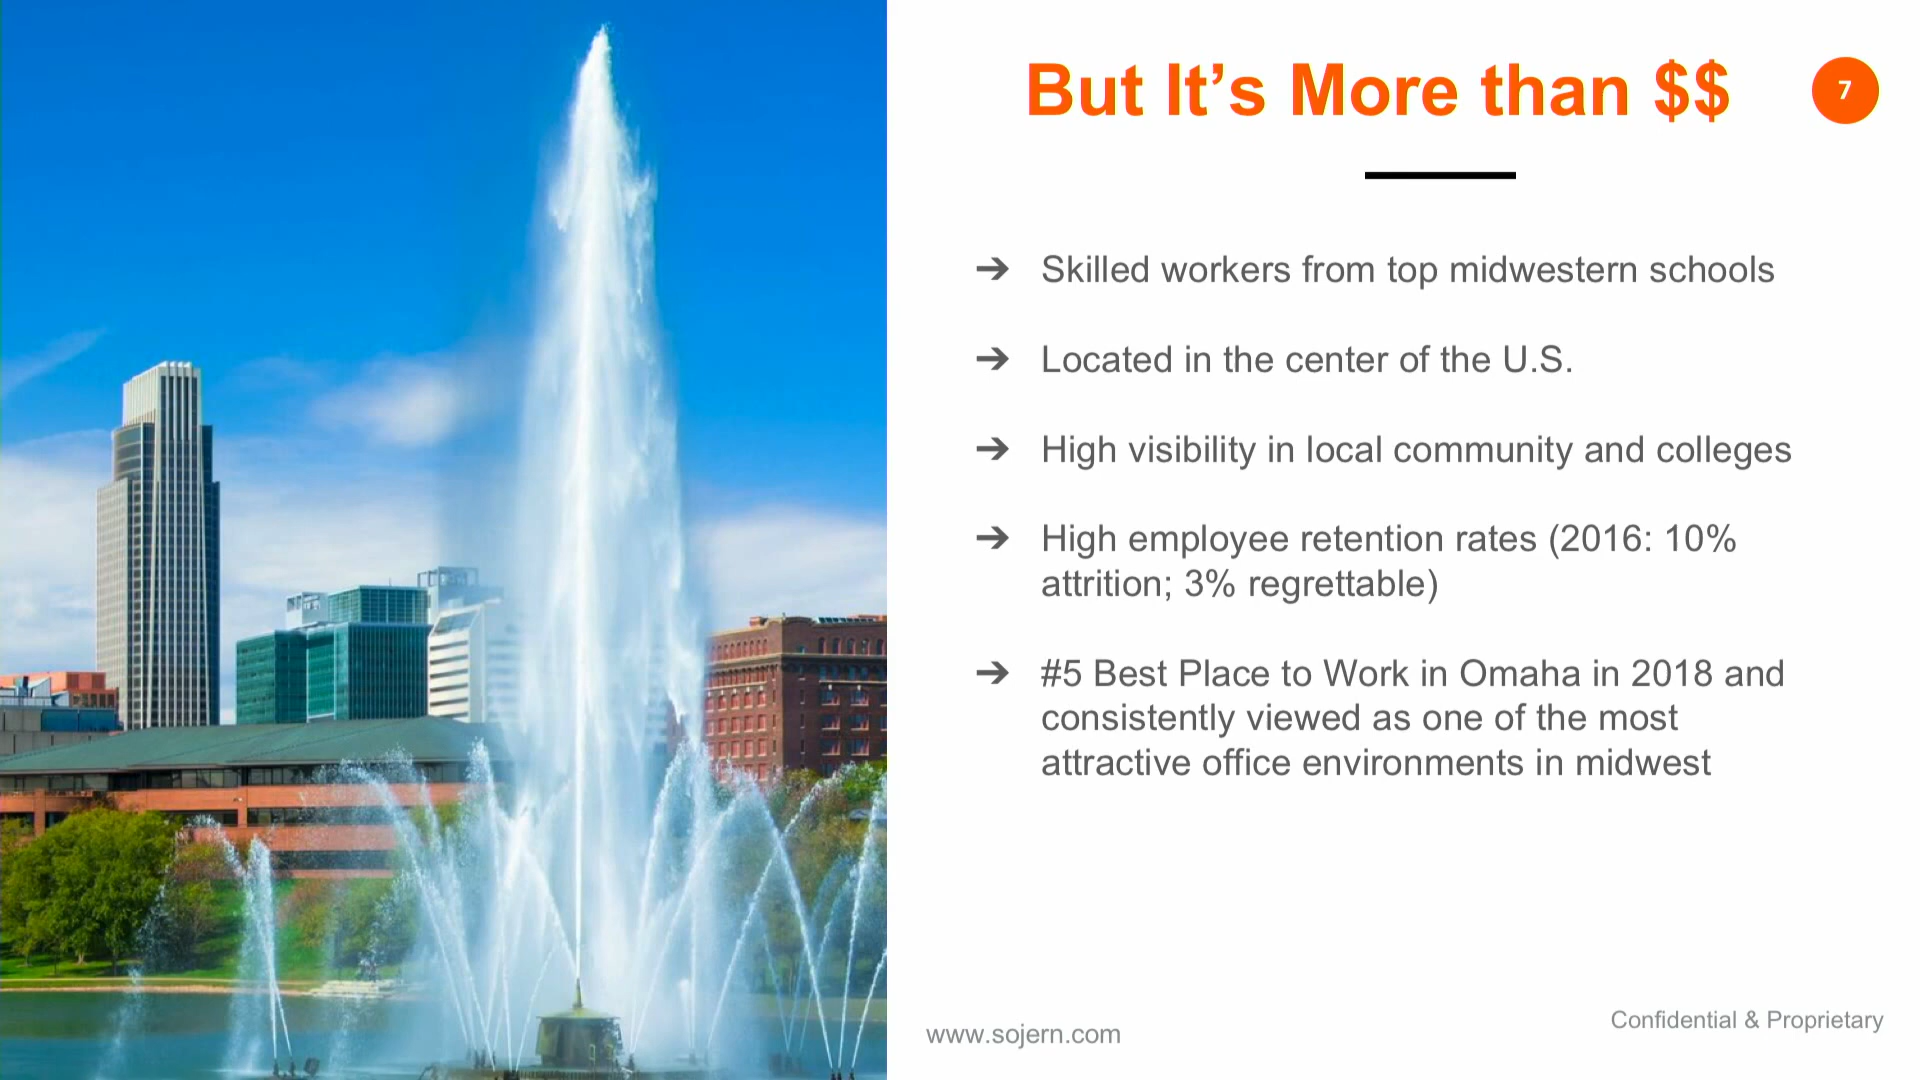 But It’s More than $$
7
➔ Skilled workers from top midwestern schools
➔ Located in the center of the U.S.
➔ High visibility in local community and colleges
➔ High employee retention rates (2016: 10%
attrition; 3% regrettable)
➔ #5 Best Place to Work in Omaha in 2018 and
consistently viewed as one of the most
attractive office environments in midwest
www.sojern.com
Confidential & Proprietary